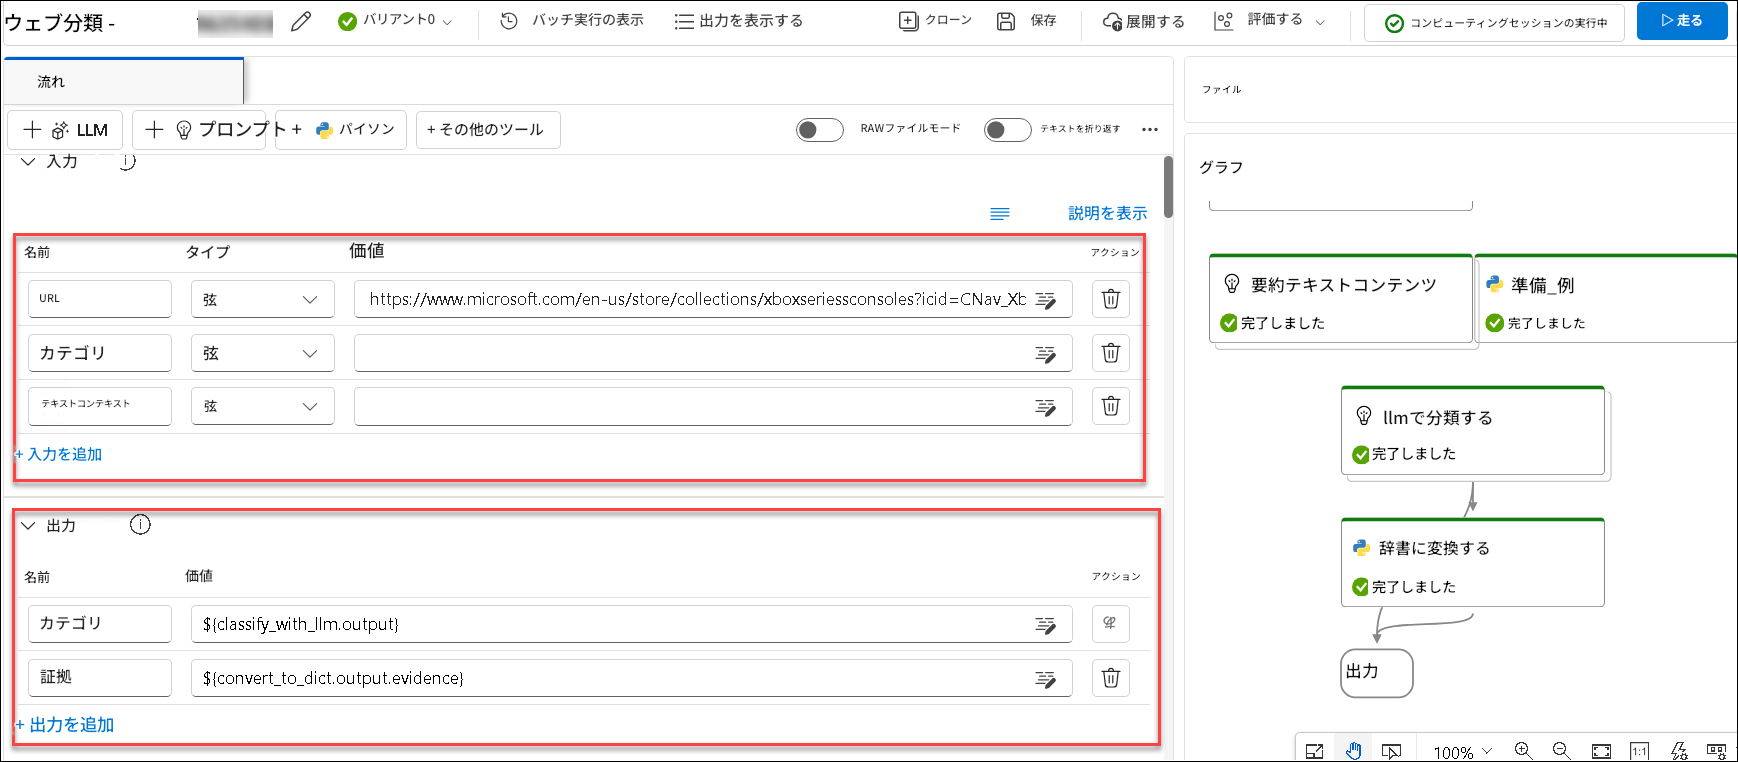 ウェブ分類 -
バリアント0
バッチ実行の表示
出力を表示する
クローン
保存
展開する
評価する
コンピューティングセッションの実行中
走る
流れ
LLM
プロンプト
+ パイソン
+ その他のツール
RAWファイルモード
テキストを折り返す
入力
説明を表示
名前 タイプ 価値 アクション
URL 弦 https://www.microsoft.com/en-us/store/collections/xboxseriessconsoles?icid=CNav_Xb
カテゴリ 弦
テキストコンテキスト 弦
+ 入力を追加
出力
名前 価値 アクション
カテゴリ ${classify_with_llm.output}
証拠 ${convert_to_dict.output.evidence}
+ 出力を追加
ファイル
グラフ
要約テキストコンテンツ
完了しました
準備_例
完了しました
llmで分類する
完了しました
辞書に変換する
完了しました
出力
100%
1:1